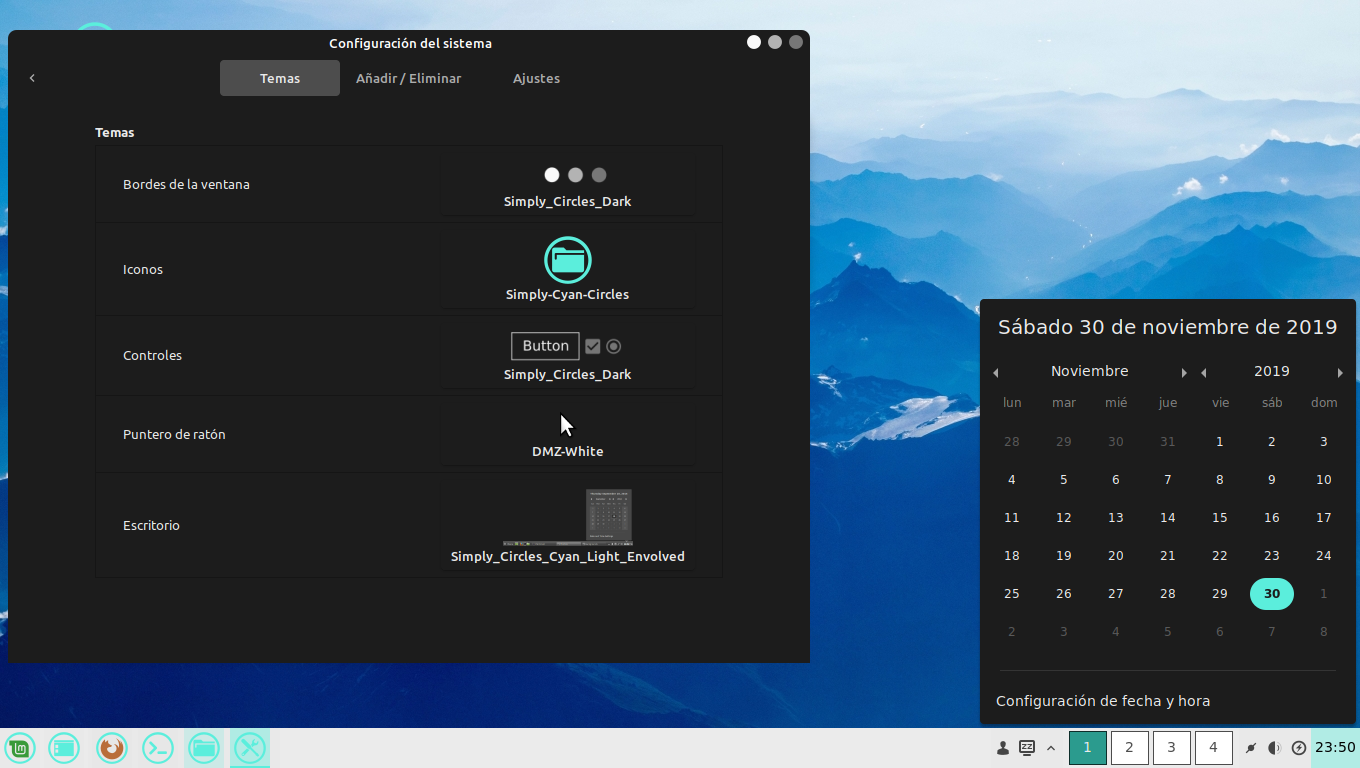 Configuración del sistema
Temas
Añadir / Eliminar
Ajustes
Temas
Bordes de la ventana
Simply_Circles_Dark
Iconos
Simply-Cyan-Circles
Controles
Button
Simply_Circles_Dark
Puntero de ratón
DMZ-White
Escritorio
Simply_Circles_Cyan_Light_Envolved
Sábado 30 de noviembre de 2019
Noviembre 2019
lun mar mié jue vie sáb dom
28 29 30 31 1 2 3
4 5 6 7 8 9 10
11 12 13 14 15 16 17
18 19 20 21 22 23 24
25 26 27 28 29 30 1
2 3 4 5 6 7 8
Configuración de fecha y hora
1 2 3 4 23:50